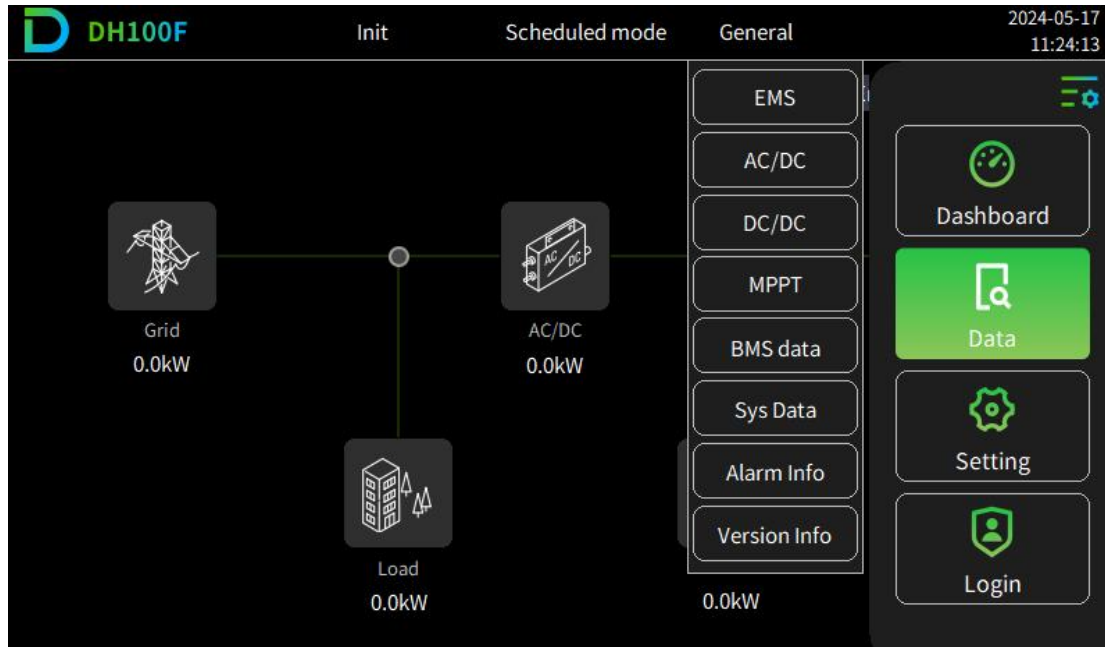 DH100F
Init
Scheduled mode
General
2024-05-17
11:24:13
EMS
AC/DC
DC/DC
MPPT
BMS data
Sys Data
Alarm Info
Version Info
Dashboard
Data
Setting
Login
Grid
0.0kW
AC/DC
0.0kW
AC
DC
Load
0.0kW
0.0kW